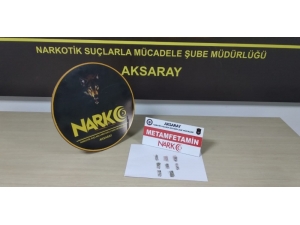 NARKOTİK SUÇLARLA MÜCADELE ŞUBE MÜDÜRLÜĞÜ
AKSARAY
NARKO
AKSARAY
METAMFETAMİN
NARKO